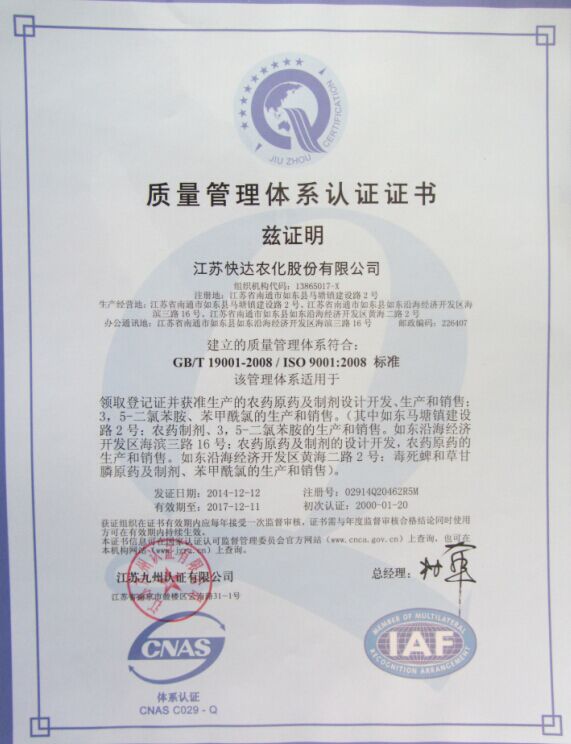 JIU ZHOU CERTIFICATION
质量管理体系认证证书
兹证明
江苏快达农化股份有限公司
组织机构代码：13865017-X
注册地：江苏省南通市如东县马塘镇建设路2号
生产经营地：江苏省南通市如东县马塘镇建设路2号、江苏省南通市如东县如东沿海经济开发区海
滨三路16号、江苏省南通市如东县如东沿海经济开发区黄海二路2号
办公通讯地：江苏省南通市如东县如东沿海经济开发区海滨三路16号 邮政编码：226407
建立的质量管理体系符合：
GB/T 19001-2008 / ISO 9001:2008 标准
该管理体系适用于
领取登记证并获准生产的农药原药及制剂设计开发、生产和销售；
3，5-二氯苯胺、苯甲酰氯的生产和销售。（其中如东马塘镇建设
路2号：农药制剂、3，5-二氯苯胺的生产和销售。如东沿海经济
开发区海滨三路16号：农药原药及制剂的设计开发，农药原药的
生产和销售。如东沿海经济开发区黄海二路2号：毒死蜱和草甘
膦原药及制剂、苯甲酰氯的生产和销售）。
发证日期：2014-12-12 注册号：02914Q20462R5M
有效期至：2017-12-11 初次认证：2000-01-20
获证组织在证书有效期内应每年接受一次监督审核，证书需与年度监督审核合格结论同时使用
方可在有效期内持续生效。
本证书信息可在国家认证认可监督管理委员会官方网站（www.cnca.gov.cn）上查询，也可在
本机构网站（www.jzrz.cn）上查询。
江苏九州认证有限公司 总经理：
江苏省南京市鼓楼区云南路31-1号
CNAS
体系认证
CNAS C029 - Q
MEMBER OF MULTILATERAL
IAF
RECOGNITION ARRANGEMENT